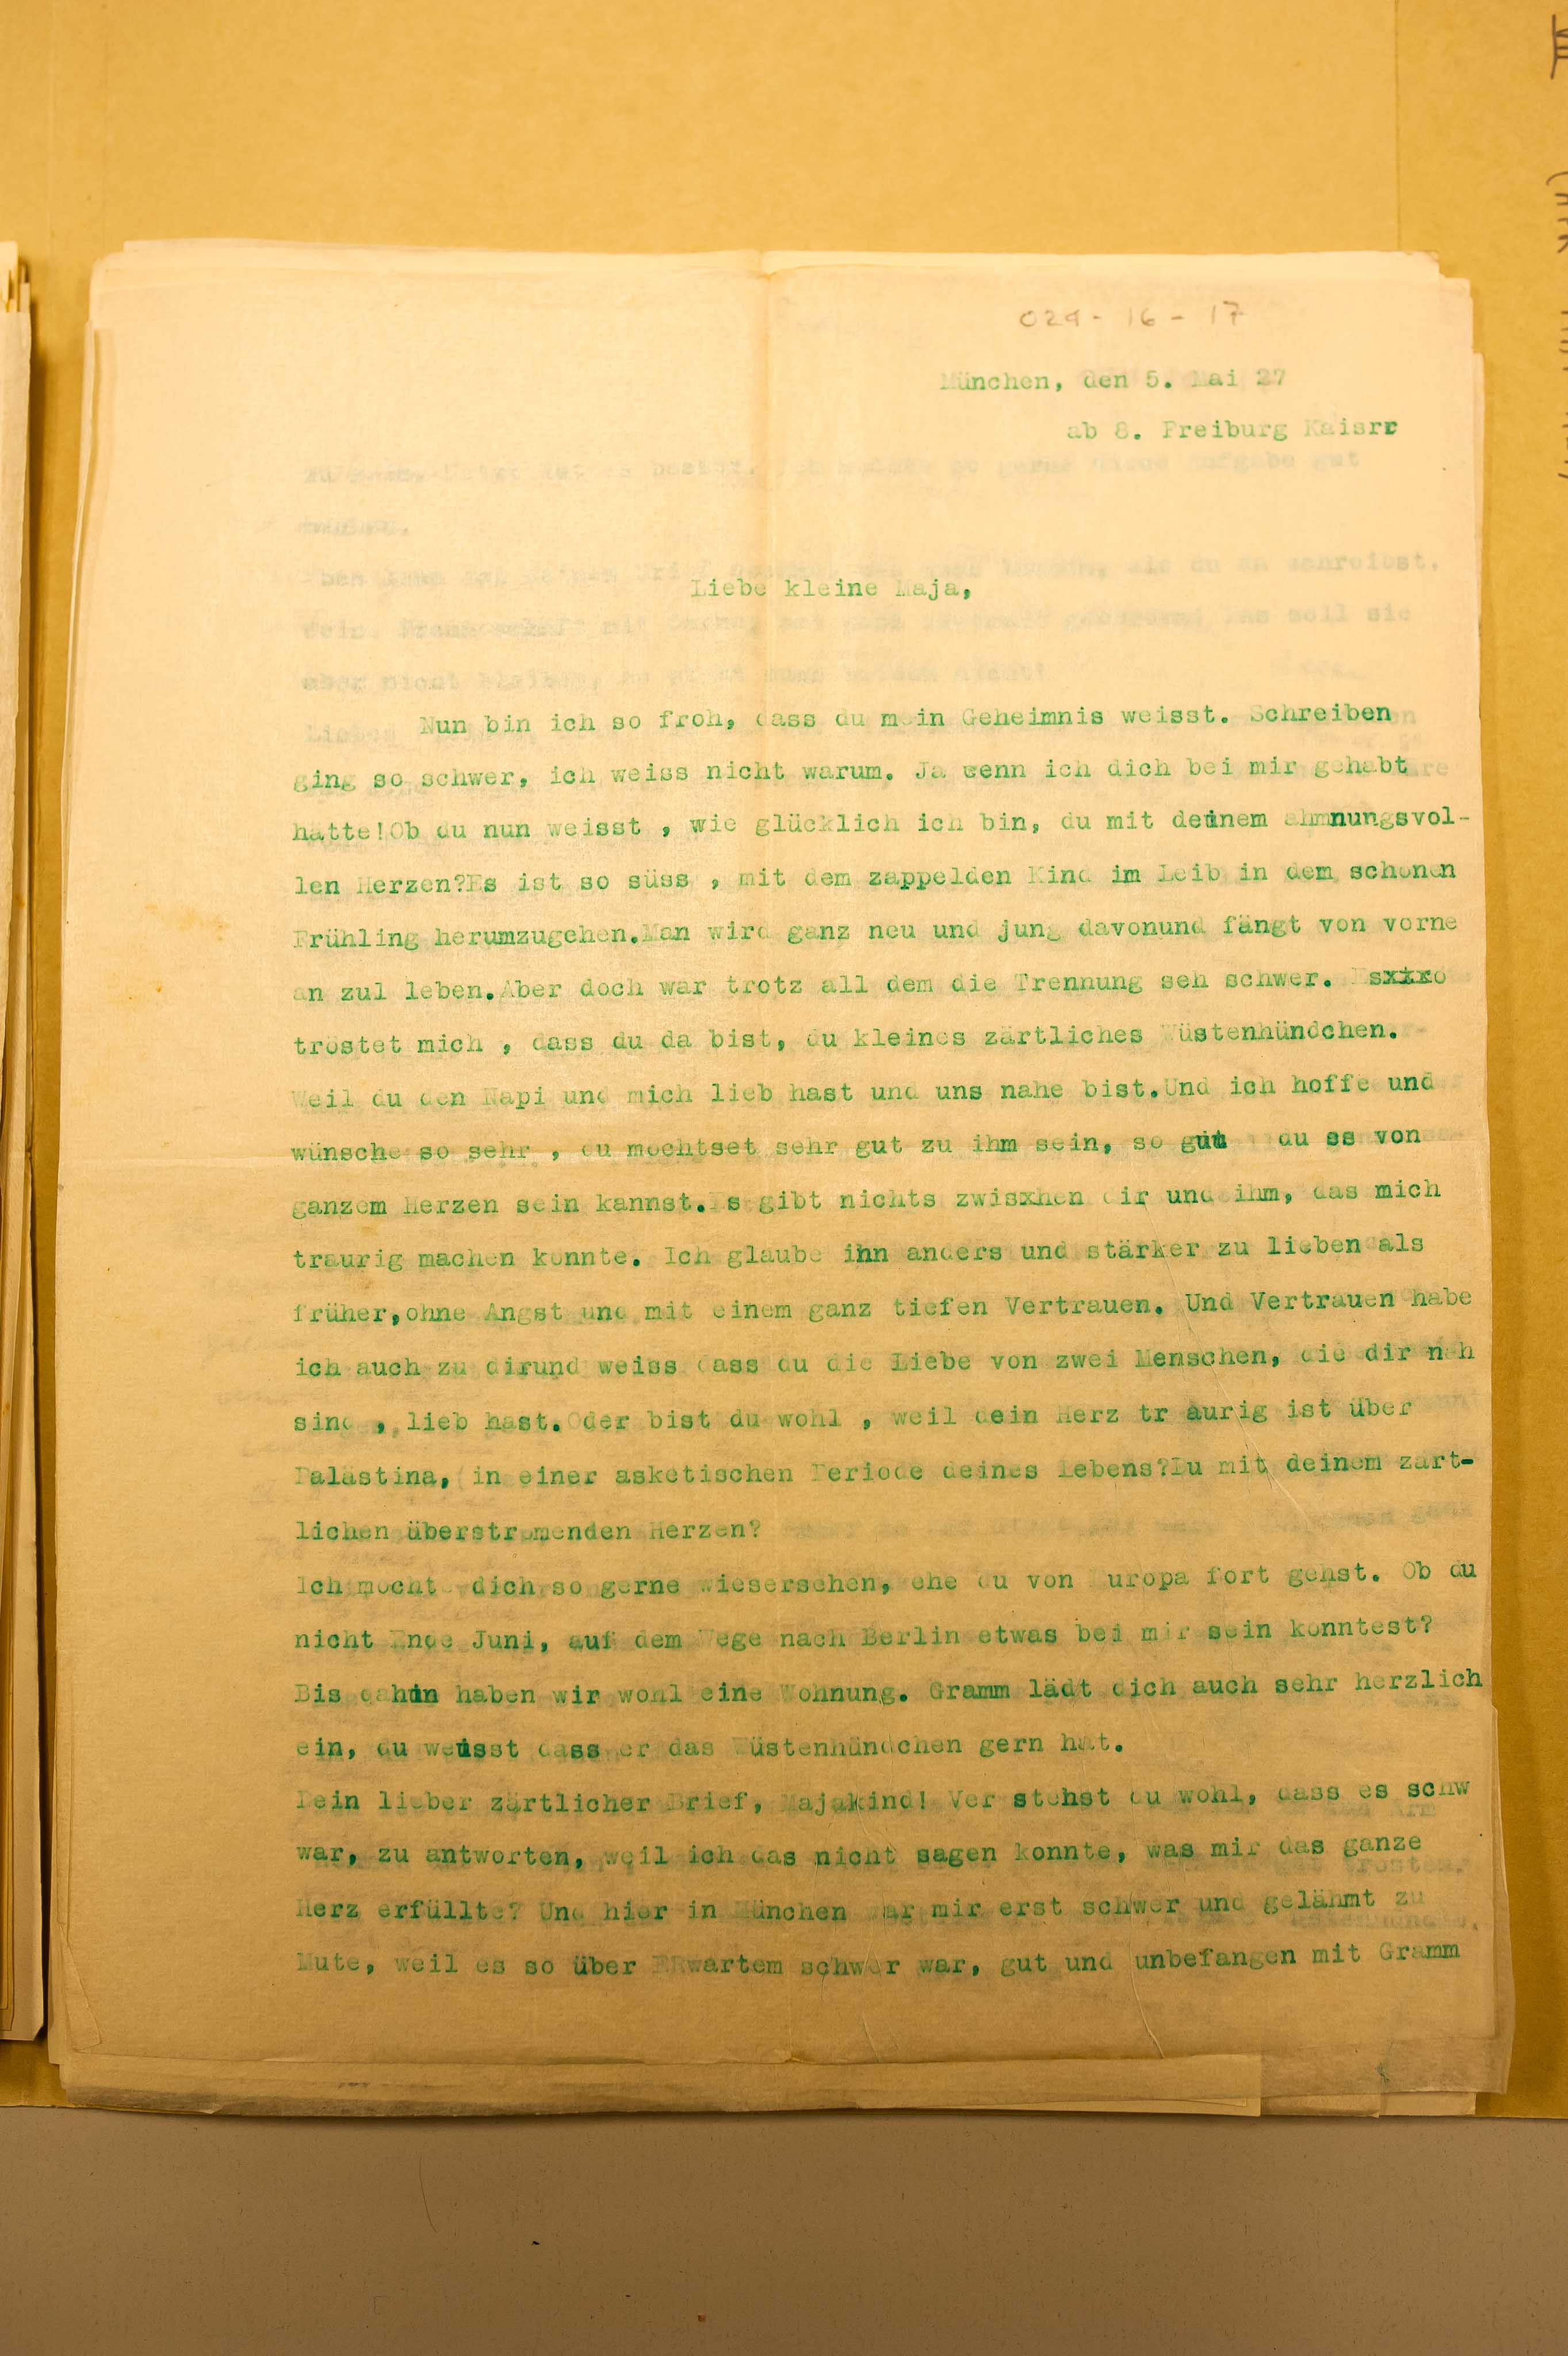 029 - 16 - 17
München, den 5. Mai 27
ab 8. Freiburg Kaisrr
Liebe kleine Maja,
Nun bin ich so froh, dass du mein Geheimnis weisst. Schreiben
ging so schwer, ich weiss nicht warum. Ja wenn ich dich bei mir gehabt
hätte!Ob du nun weisst , wie glücklich ich bin, du mit deinem ahmnungsvol-
len Herzen?Es ist so süss , mit dem zappelden Kind im Leib in dem schönen
Frühling herumzugehen.Man wird ganz neu und jung davonund fängt von vorne
an zul leben.Aber doch war trotz all dem die Trennung seh schwer. Es
tröstet mich , dass du da bist, du kleines zärtliches Wüstenhündchen.
Weil du den Napi und mich lieb hast und uns nahe bist.Und ich hoffe und
wünsche so sehr , du möchtset sehr gut zu ihm sein, so gut du es von
ganzem Herzen sein kannst.Es gibt nichts zwisxhen dir und ihm, das mich
traurig machen könnte. Ich glaube ihn anders und stärker zu lieben als
früher,ohne Angst und mit einem ganz tiefen Vertrauen. Und Vertrauen habe
ich auch zu dirund weiss dass du die Liebe von zwei Menschen, die dir nah
sind , lieb hast.Oder bist du wohl , weil dein Herz tr aurig ist über
Palästina, in einer asketischen Periode deines Lebens?Du mit deinem zärt-
lichen überströmenden Herzen?
Ich möchte dich so gerne wiesersehen, ehe du von Europa fort gehst. Ob du
nicht Ende Juni, auf dem Wege nach Berlin etwas bei mir sein könntest?
Bis dahin haben wir wohl eine Wohnung. Gramm lädt dich auch sehr herzlich
ein, du weisst dass er das Wüstenhündchen gern hat.
Dein lieber zärtlicher Brief, Majakind! Ver stehst du wohl, dass es schw
war, zu antworten, weil ich das nicht sagen konnte, was mir das ganze
Herz erfüllte? Und hier in München war mir erst schwer und gelähmt zu
Mute, weil es so über ERwartem schwer war, gut und unbefangen mit Gramm